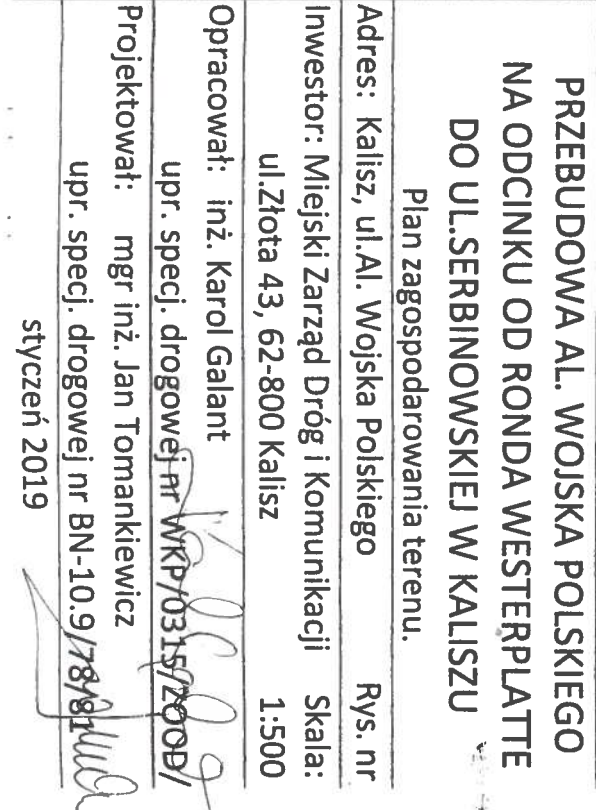 PRZEBUDOWA AL. WOJSKA POLSKIEGO
NA ODCINKU OD RONDA WESTERPLATTE
DO UL.SERBINOWSKIEJ W KALISZU
Plan zagospodarowania terenu.
Adres: Kalisz, ul.Al. Wojska Polskiego Rys. nr
Inwestor: Miejski Zarząd Dróg i Komunikacji Skala:
ul.Złota 43, 62-800 Kalisz 1:500
Opracował: inż. Karol Galant
upr. specj. drogowej nr WKP/0315/ZOOD/
Projektował: mgr inż. Jan Tomankiewicz
upr. specj. drogowej nr BN-10.9/78/81
styczeń 2019